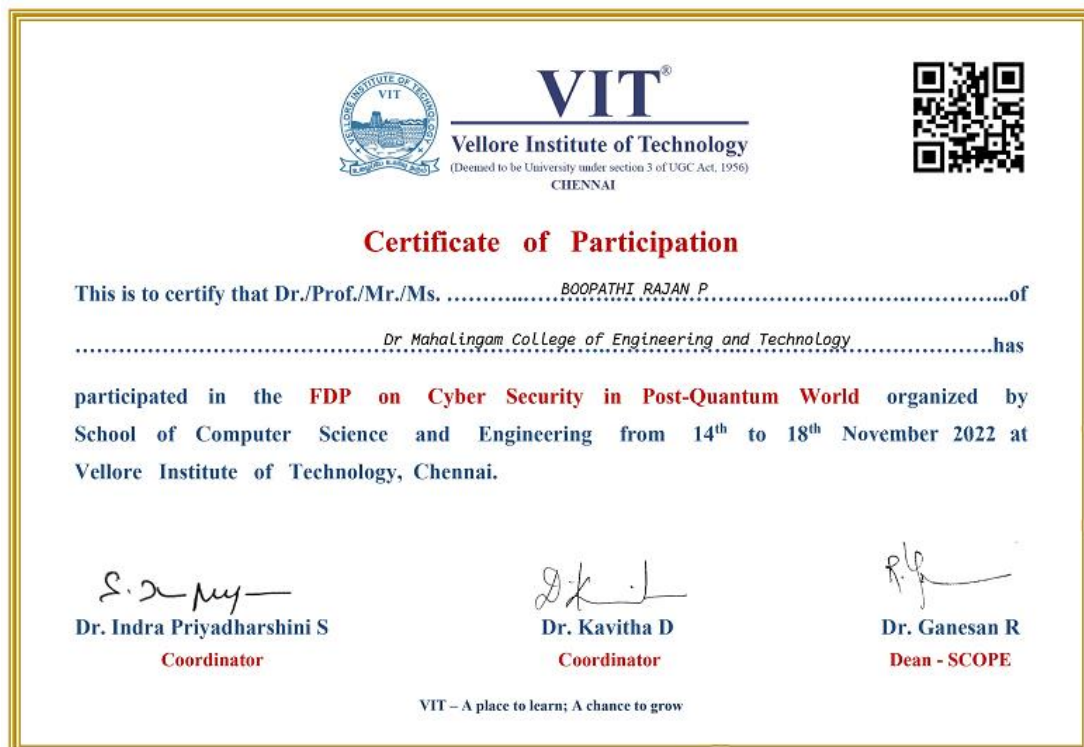 VELLORE INSTITUTE OF TECHNOLOGY
VIT
VIT®
Vellore Institute of Technology
(Deemed to be University under section 3 of UGC Act, 1956)
CHENNAI
Certificate of Participation
This is to certify that Dr./Prof./Mr./Ms. .............BOOPATHI RAJAN P.............of
.............Dr Mahalingam College of Engineering and Technology.............has
participated in the FDP on Cyber Security in Post-Quantum World organized by
School of Computer Science and Engineering from 14th to 18th November 2022 at
Vellore Institute of Technology, Chennai.
Dr. Indra Priyadharshini S
Dr. Kavitha D
Dr. Ganesan R
Coordinator
Coordinator
Dean - SCOPE
VIT – A place to learn; A chance to grow